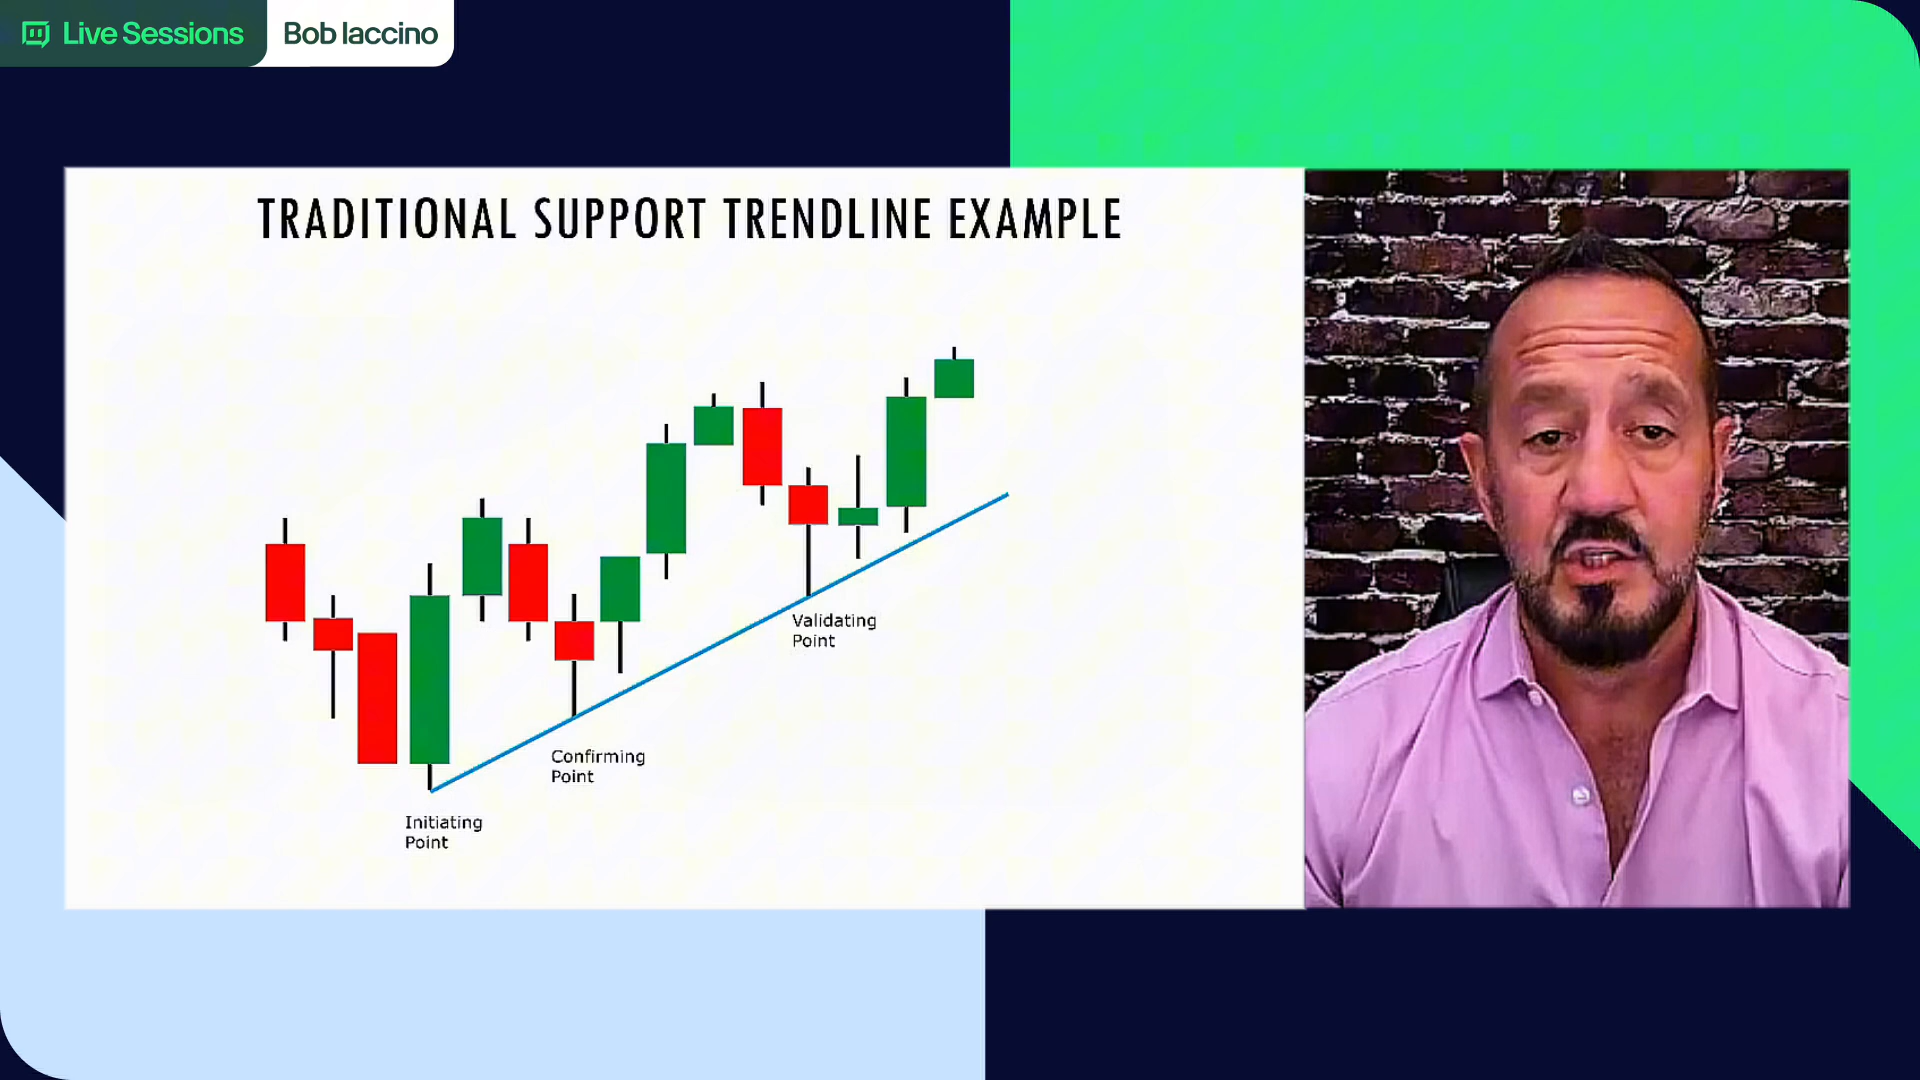 Live Sessions
Bob Iaccino
TRADITIONAL SUPPORT TRENDLINE EXAMPLE
Validating
Point
Confirming
Point
Initiating
Point